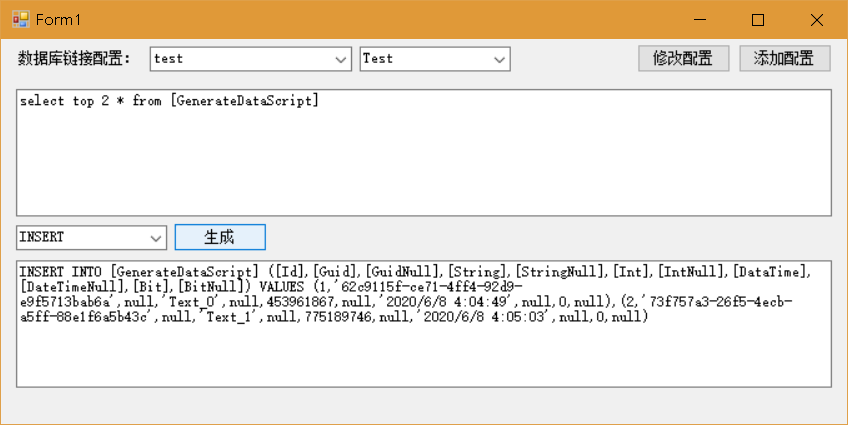 Form1
数据库链接配置： test Test 修改配置 添加配置
select top 2 * from [GenerateDataScript]
INSERT 生成
INSERT INTO [GenerateDataScript] ([Id],[Guid],[GuidNull],[String],[StringNull],[Int],[IntNull],[DataTime],
[DateTimeNull],[Bit],[BitNull]) VALUES (1,'62c9115f-ce71-4ff4-92d9-
e9f5713bab6a',null,'Text_0',null,453961867,null,'2020/6/8 4:04:49',null,0,null),(2,'73f757a3-26f5-4ecb-
a5ff-88e1f6a5b43c',null,'Text_1',null,775189746,null,'2020/6/8 4:05:03',null,0,null)